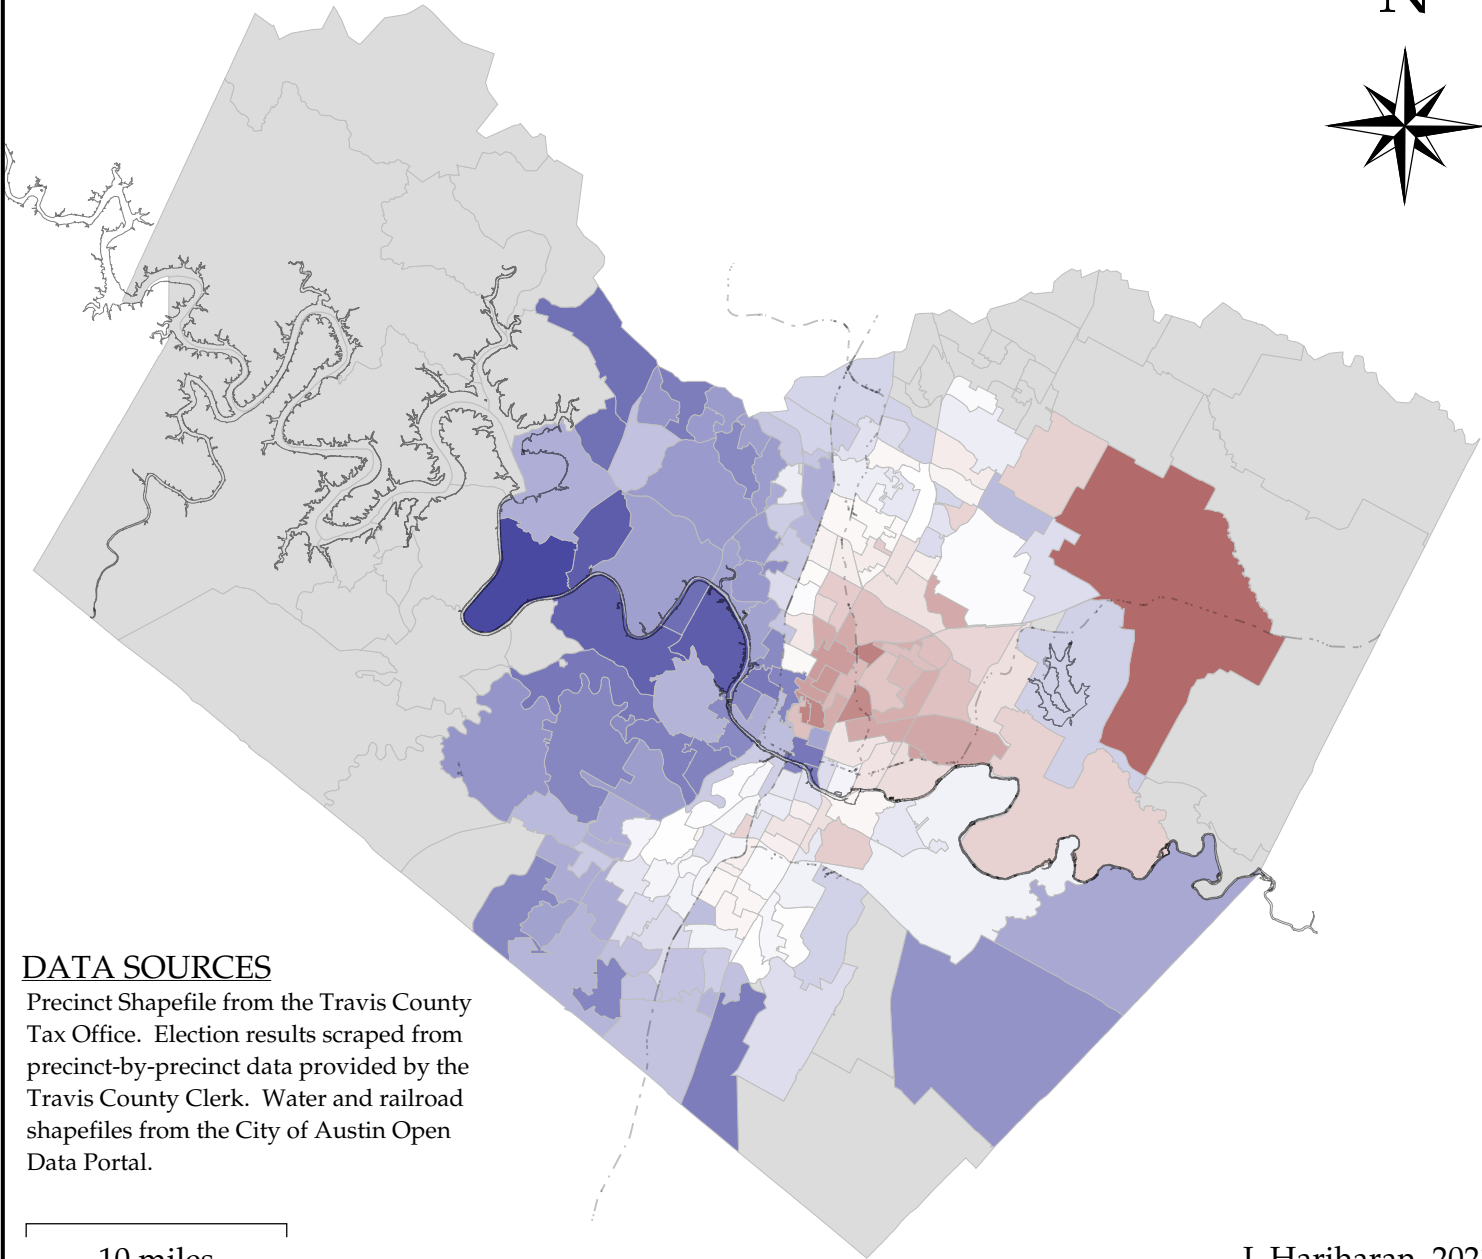 N
DATA SOURCES
Precinct Shapefile from the Travis County
Tax Office.  Election results scraped from
precinct-by-precinct data provided by the
Travis County Clerk.  Water and railroad
shapefiles from the City of Austin Open
Data Portal.
10 miles
J. Hariharan, 202